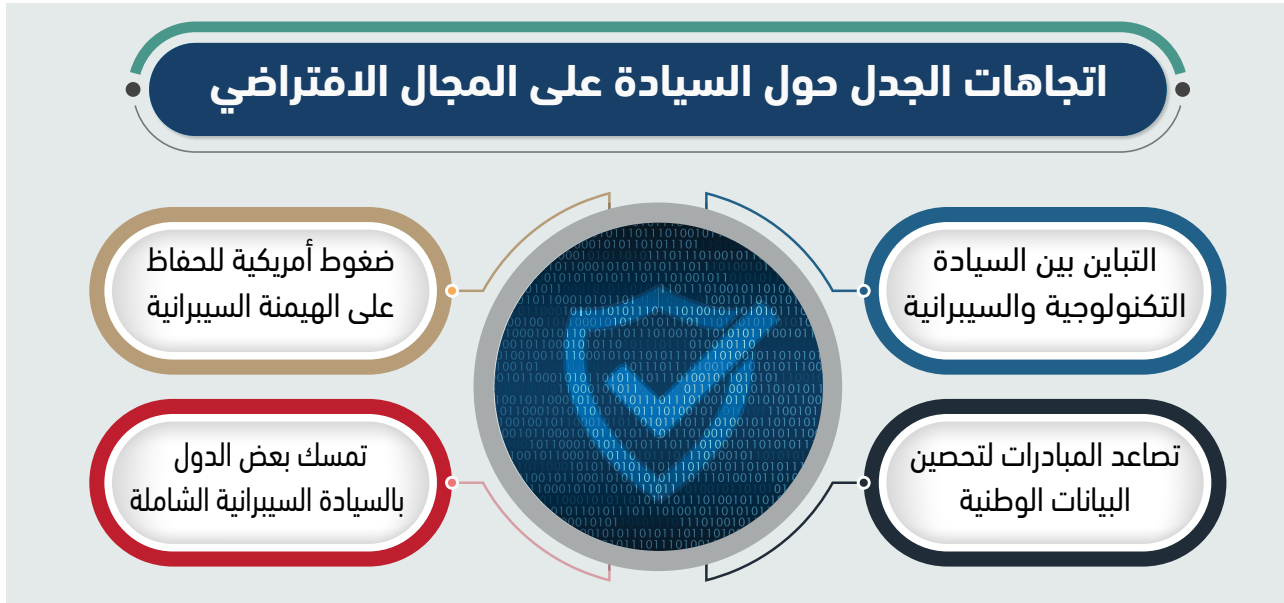 اتجاهات الجدل حول السيادة على المجال الافتراضي
التباين بين السيادة
التكنولوجية والسيبرانية
ضغوط أمريكية للحفاظ
على الهيمنة السيبرانية
تصاعد المبادرات لتحصين
البيانات الوطنية
تمسك بعض الدول
بالسيادة السيبرانية الشاملة